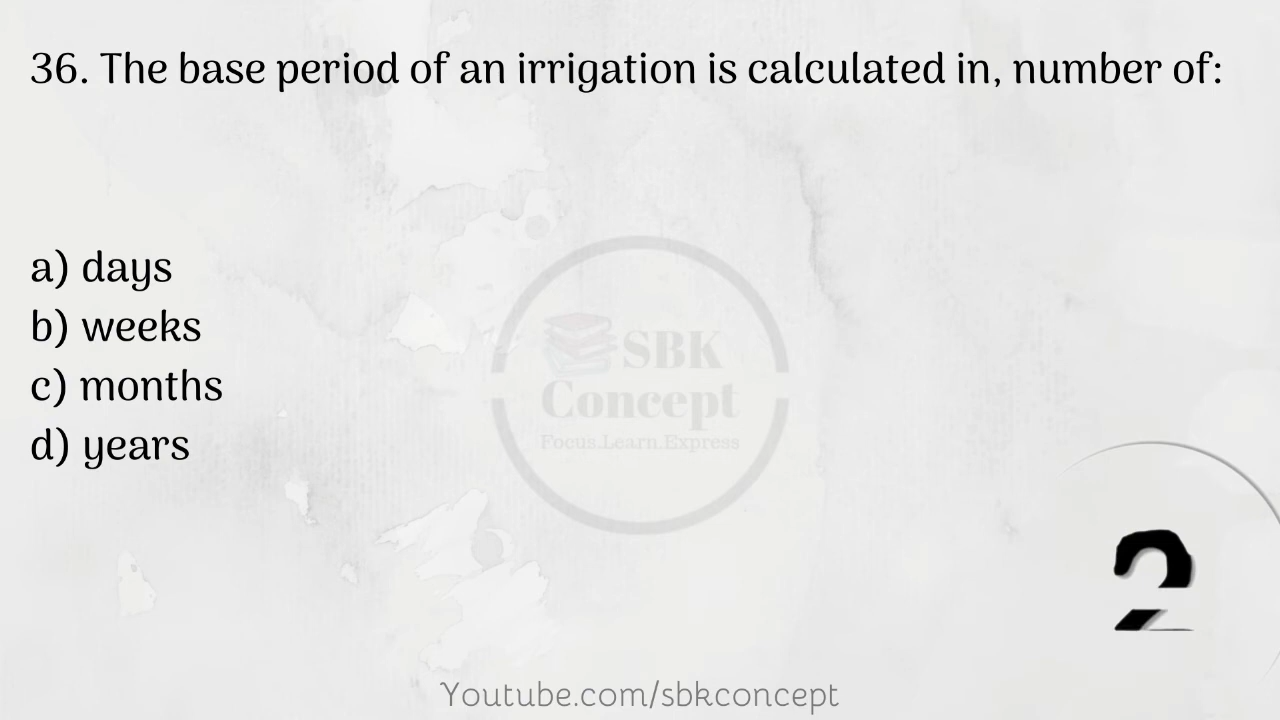 36. The base period of an irrigation is calculated in, number of:
a) days
b) weeks
c) months
d) years
SBK
Concept
Focus.Learn.Express
2
Youtube.com/sbkconcept